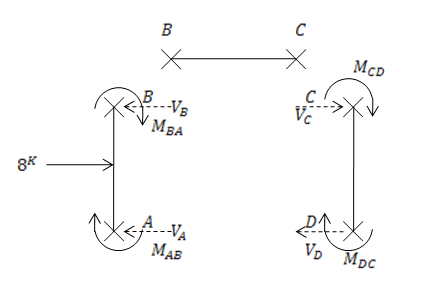 B C
M_CD
B V_B
M_BA
C
V_C
8^K
A V_A
M_AB
D
V_D
M_DC